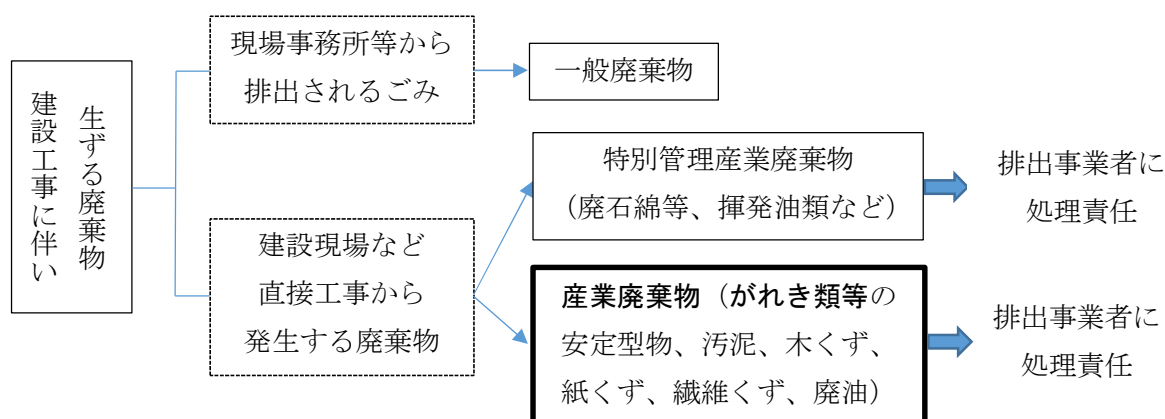 建設工事に伴い
生ずる廃棄物
現場事務所等から
排出されるごみ
一般廃棄物
建設現場など
直接工事から
発生する廃棄物
特別管理産業廃棄物
（廃石綿等、揮発油類など）
排出事業者に
処理責任
産業廃棄物（がれき類等の
安定型物、汚泥、木くず、
紙くず、繊維くず、廃油）
排出事業者に
処理責任